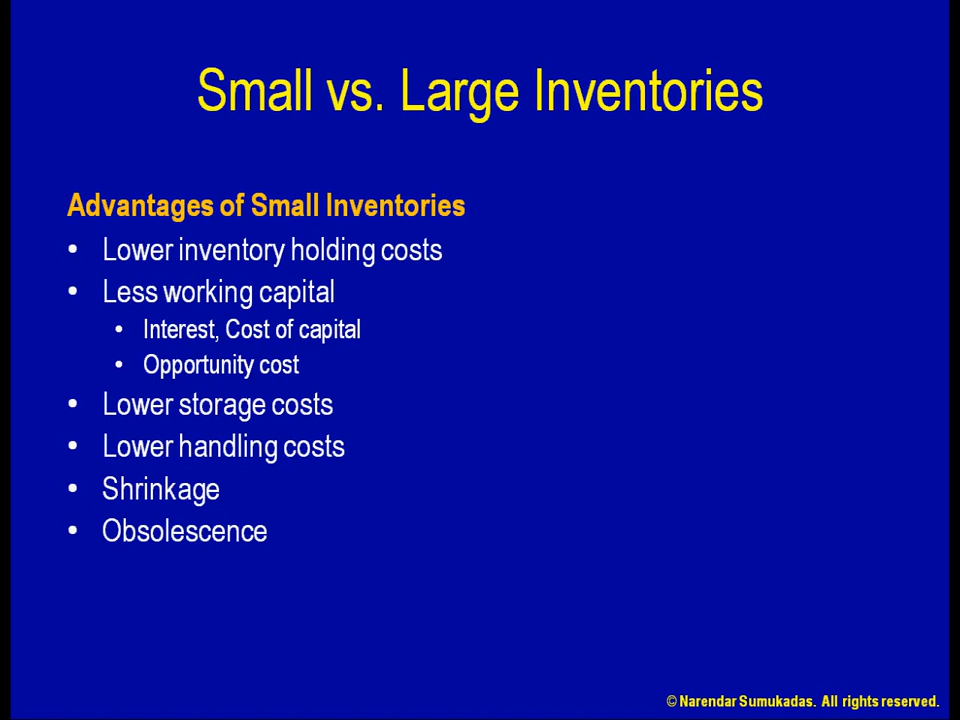 Small vs. Large Inventories
Advantages of Small Inventories
• Lower inventory holding costs
• Less working capital
• Interest, Cost of capital
• Opportunity cost
• Lower storage costs
• Lower handling costs
• Shrinkage
• Obsolescence
© Narendar Sumukadas. All rights reserved.